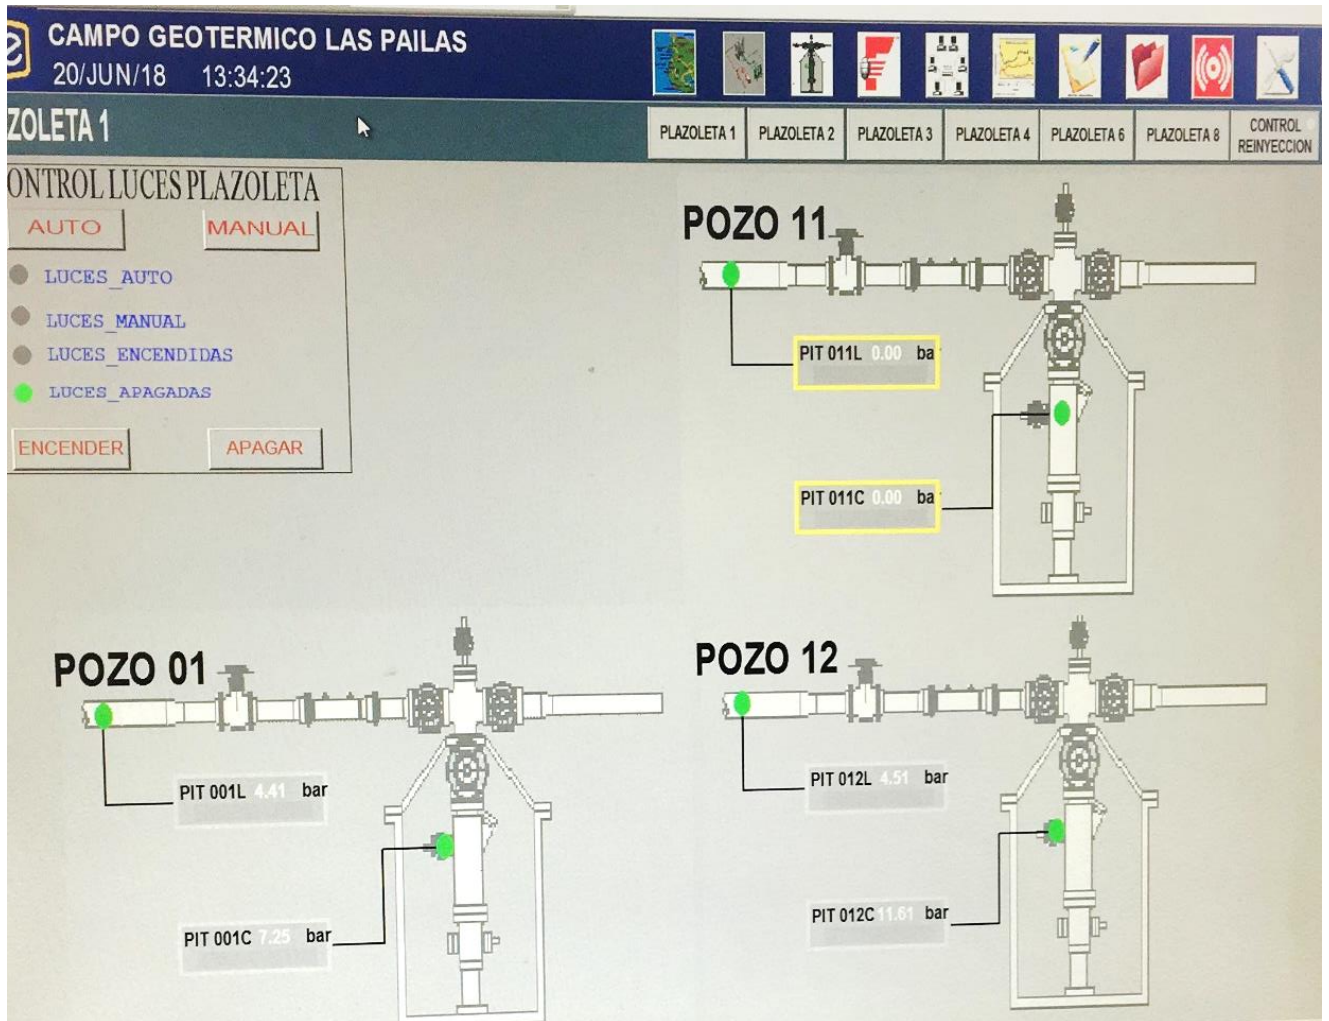 CAMPO GEOTERMICO LAS PAILAS
20/JUN/18 13:34:23
ZOLETA 1
PLAZOLETA 1
PLAZOLETA 2
PLAZOLETA 3
PLAZOLETA 4
PLAZOLETA 6
PLAZOLETA 8
CONTROL
REINYECCION
ONTROL LUCES PLAZOLETA
AUTO MANUAL
LUCES_AUTO
LUCES_MANUAL
LUCES_ENCENDIDAS
LUCES_APAGADAS
ENCENDER APAGAR
POZO 11
PIT 011L 0.00 ba
PIT 011C 0.00 ba
POZO 01
PIT 001L 4.41 bar
PIT 001C 7.25 bar
POZO 12
PIT 012L 4.51 bar
PIT 012C 11.61 bar